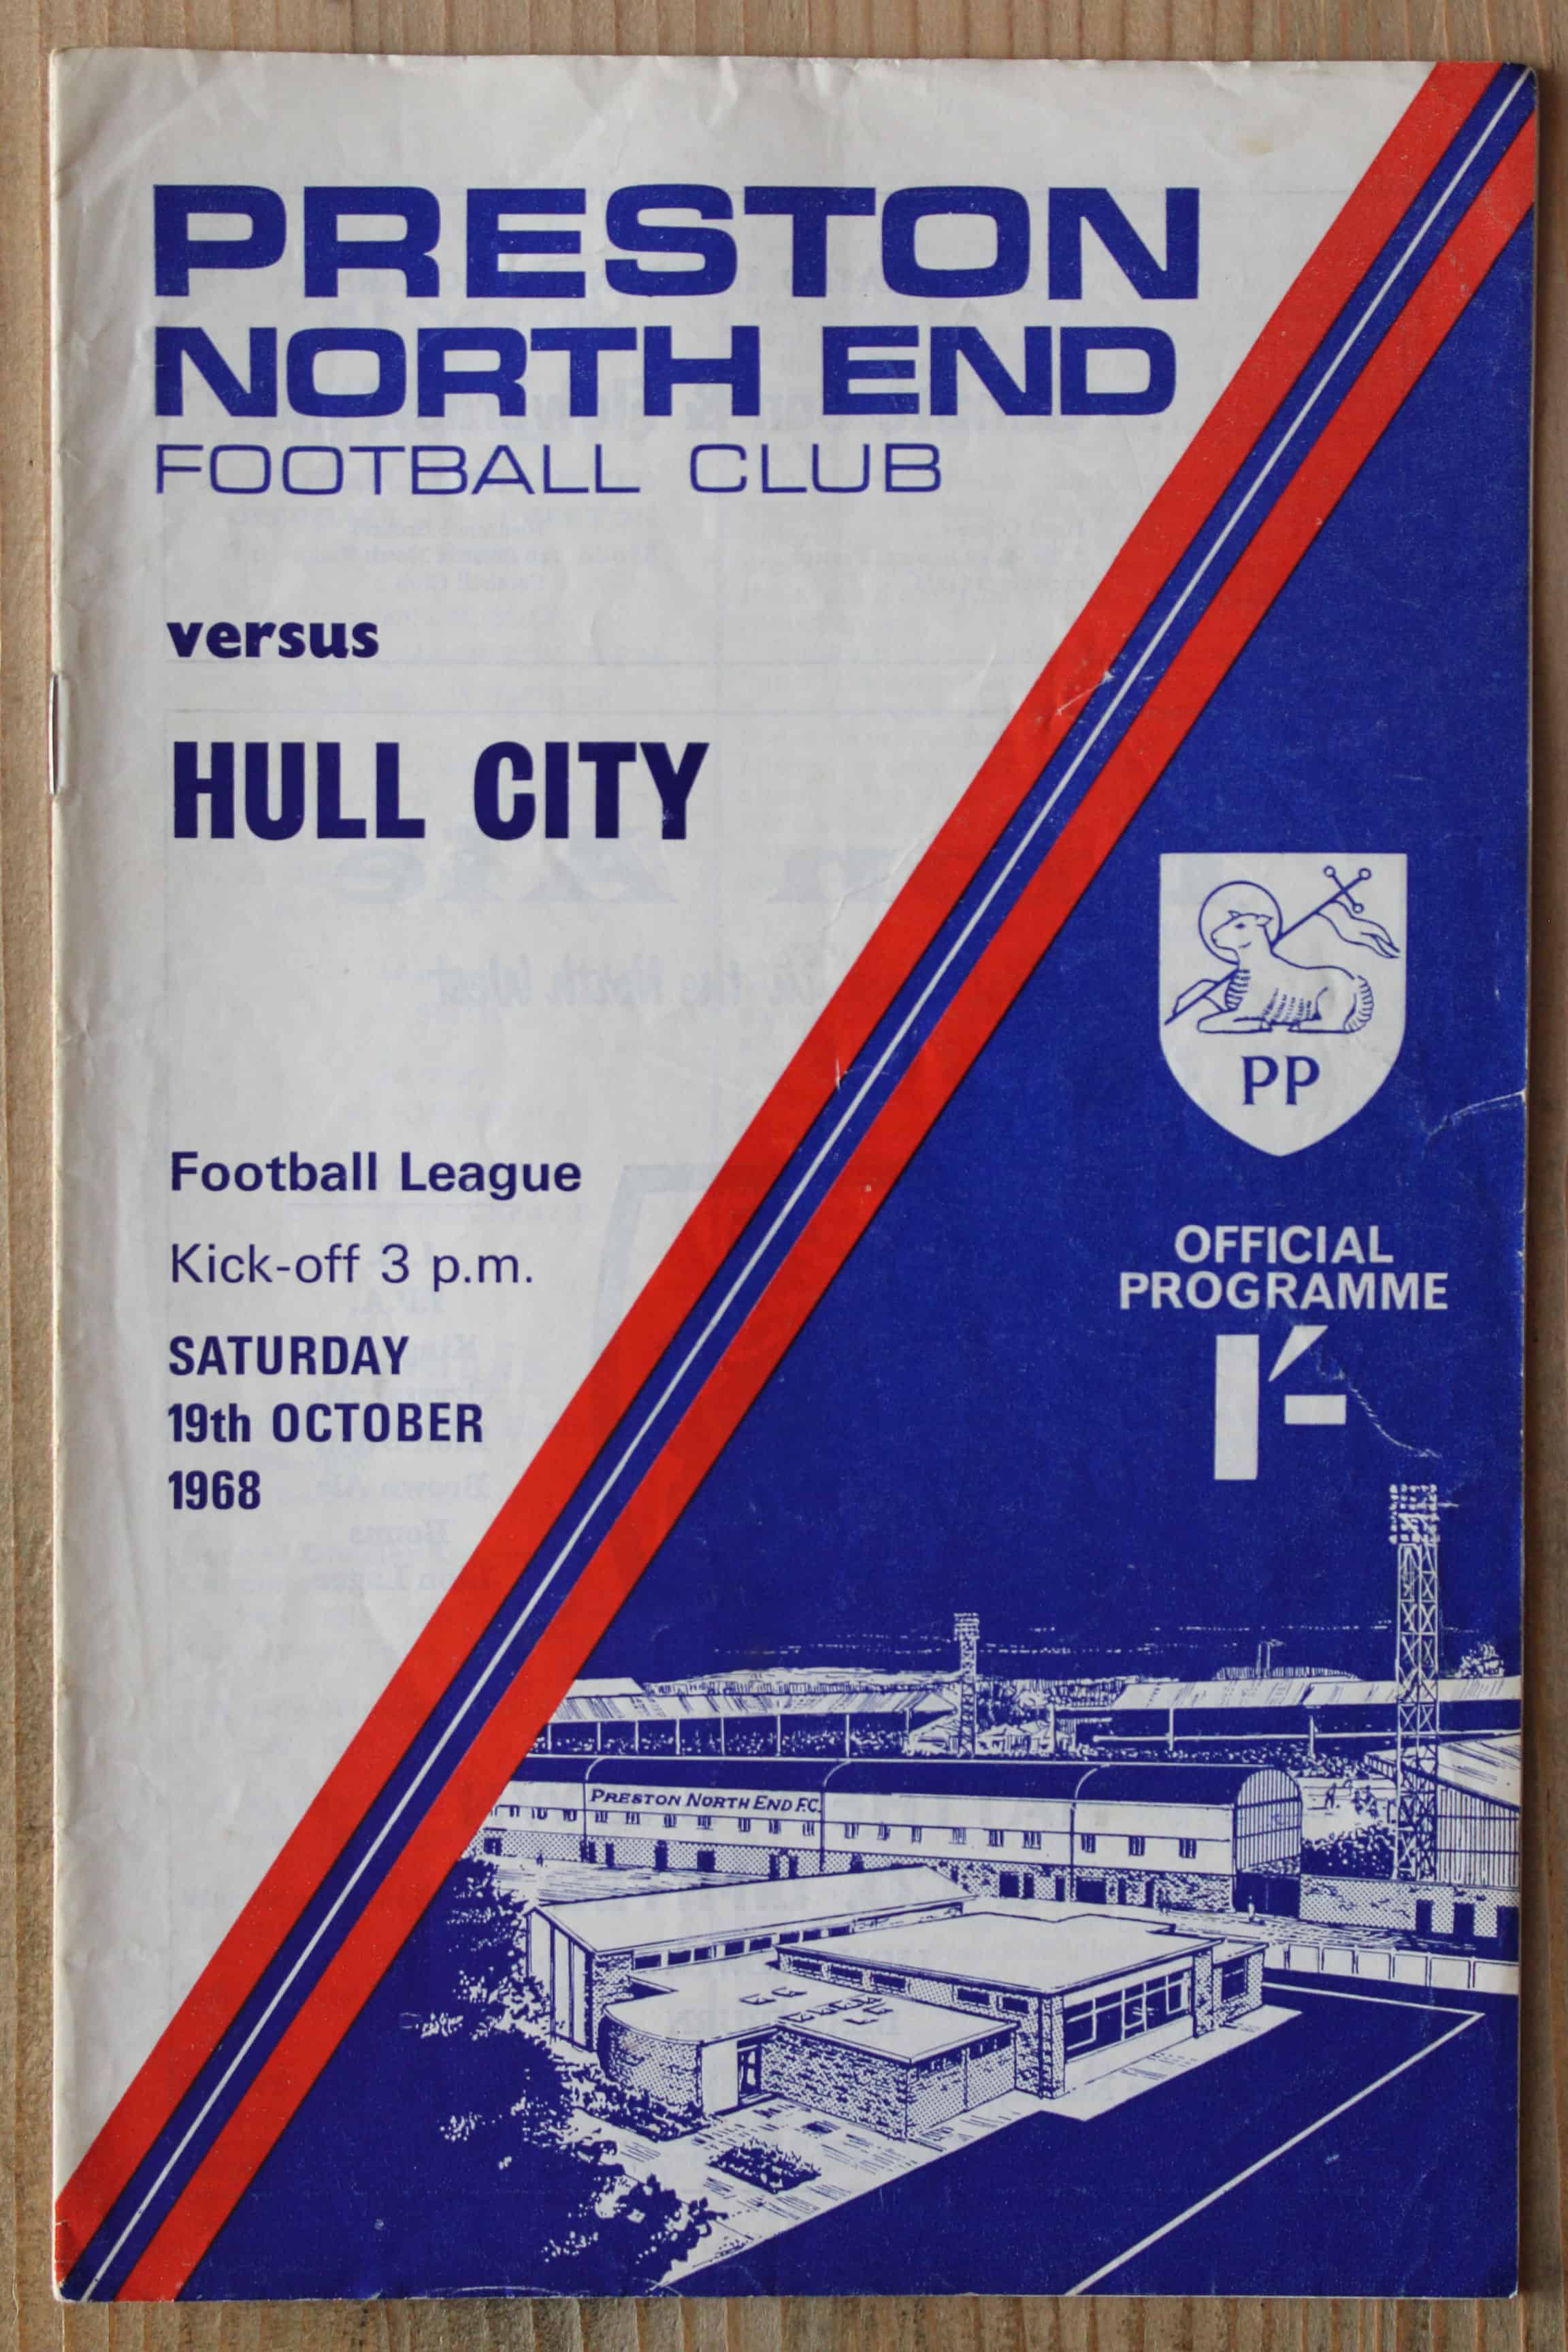 PRESTON
NORTH END
FOOTBALL CLUB
versus
HULL CITY
Football League
Kick-off 3 p.m.
SATURDAY
19th OCTOBER
1968
PP
OFFICIAL
PROGRAMME
1/-
PRESTON NORTH END F.C.